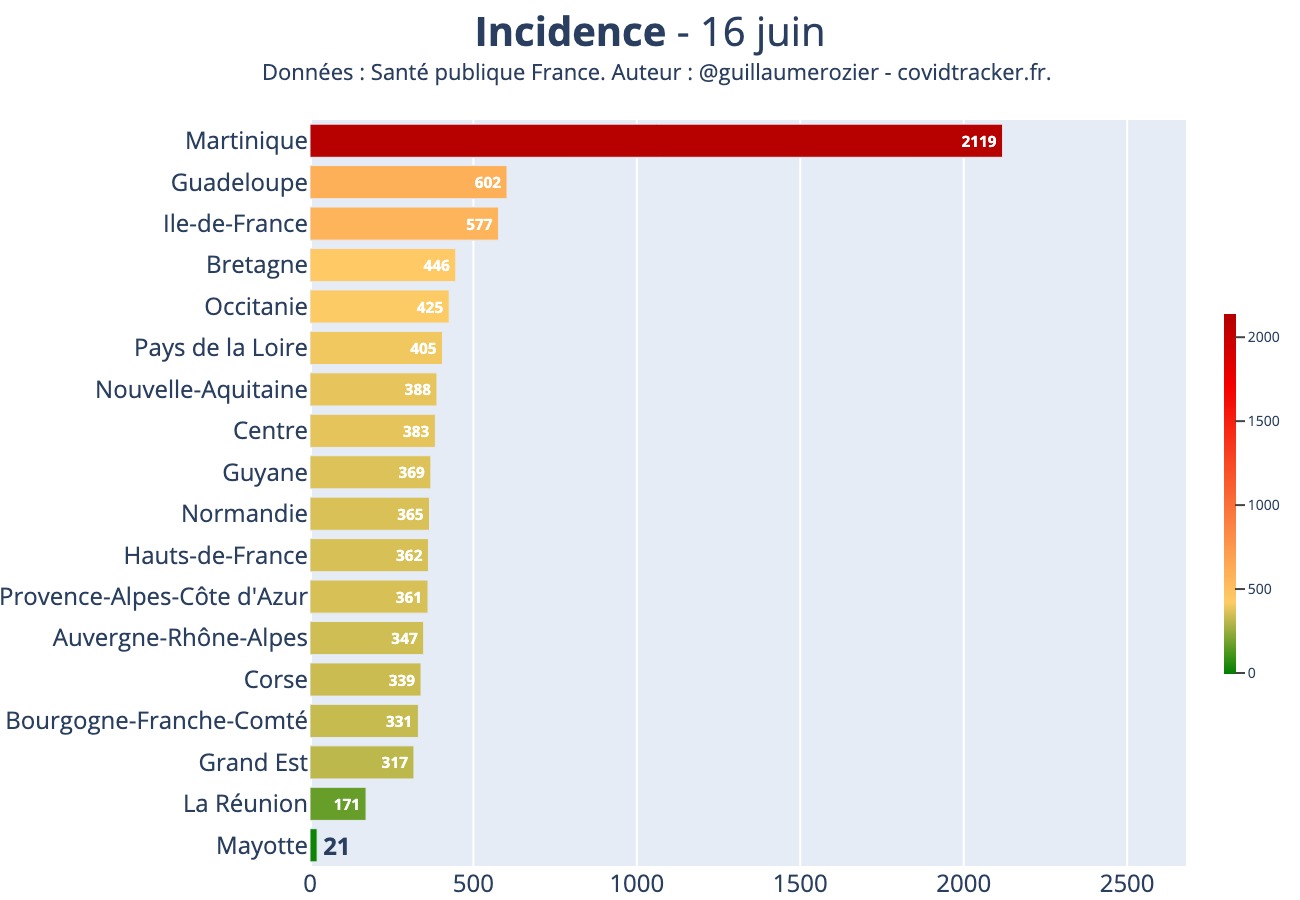 Incidence - 16 juin
Données : Santé publique France. Auteur : @guillaumerozier - covidtracker.fr.
Martinique 2119
Guadeloupe 602
Ile-de-France 577
Bretagne 446
Occitanie 425
Pays de la Loire 405
Nouvelle-Aquitaine 388
Centre 383
Guyane 369
Normandie 365
Hauts-de-France 362
Provence-Alpes-Côte d'Azur 361
Auvergne-Rhône-Alpes 347
Corse 339
Bourgogne-Franche-Comté 331
Grand Est 317
La Réunion 171
Mayotte 21
0 500 1000 1500 2000 2500
2000
1500
1000
500
0